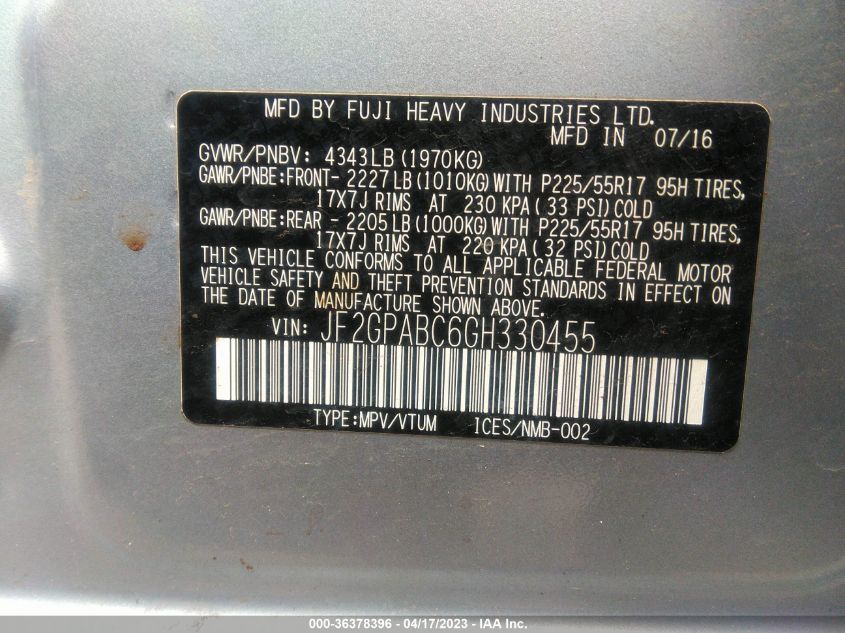 MFD BY FUJI HEAVY INDUSTRIES LTD.
MFD IN 07/16
GVWR/PNBV: 4343LB (1970KG)
GAWR/PNBE:FRONT- 2227LB (1010KG) WITH P225/55R17 95H TIRES,
17X7J RIMS AT 230 KPA ( 33 PSI) COLD
GAWR/PNBE:REAR - 2205LB (1000KG) WITH P225/55R17 95H TIRES,
17X7J RIMS AT 220 KPA ( 32 PSI) COLD
THIS VEHICLE CONFORMS TO ALL APPLICABLE FEDERAL MOTOR
VEHICLE SAFETY AND THEFT PREVENTION STANDARDS IN EFFECT ON
THE DATE OF MANUFACTURE SHOWN ABOVE.
VIN: JF2GPABC6GH330455
TYPE:MPV/VTUM ICES/NMB-002
000-36378396 - 04/17/2023 - IAA Inc.